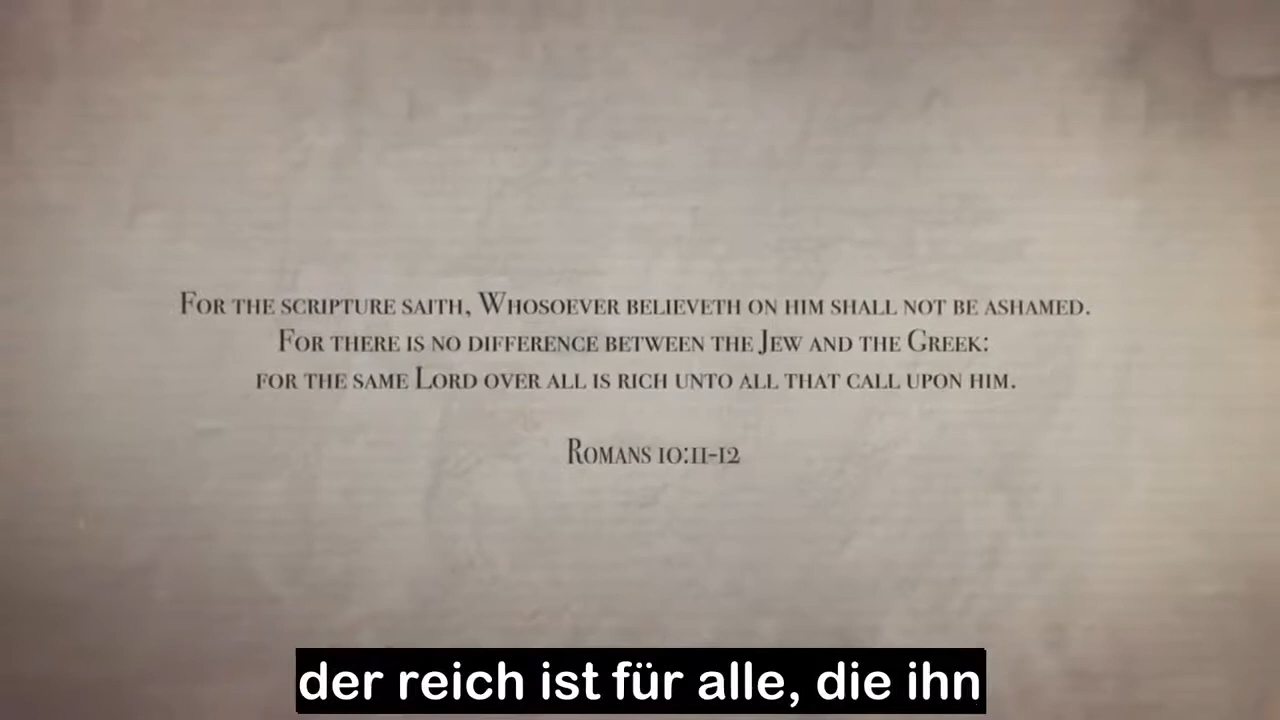 For the scripture saith, Whosoever believeth on him shall not be ashamed.
For there is no difference between the Jew and the Greek:
for the same Lord over all is rich unto all that call upon him.
Romans 10:11-12
der reich ist für alle, die ihn